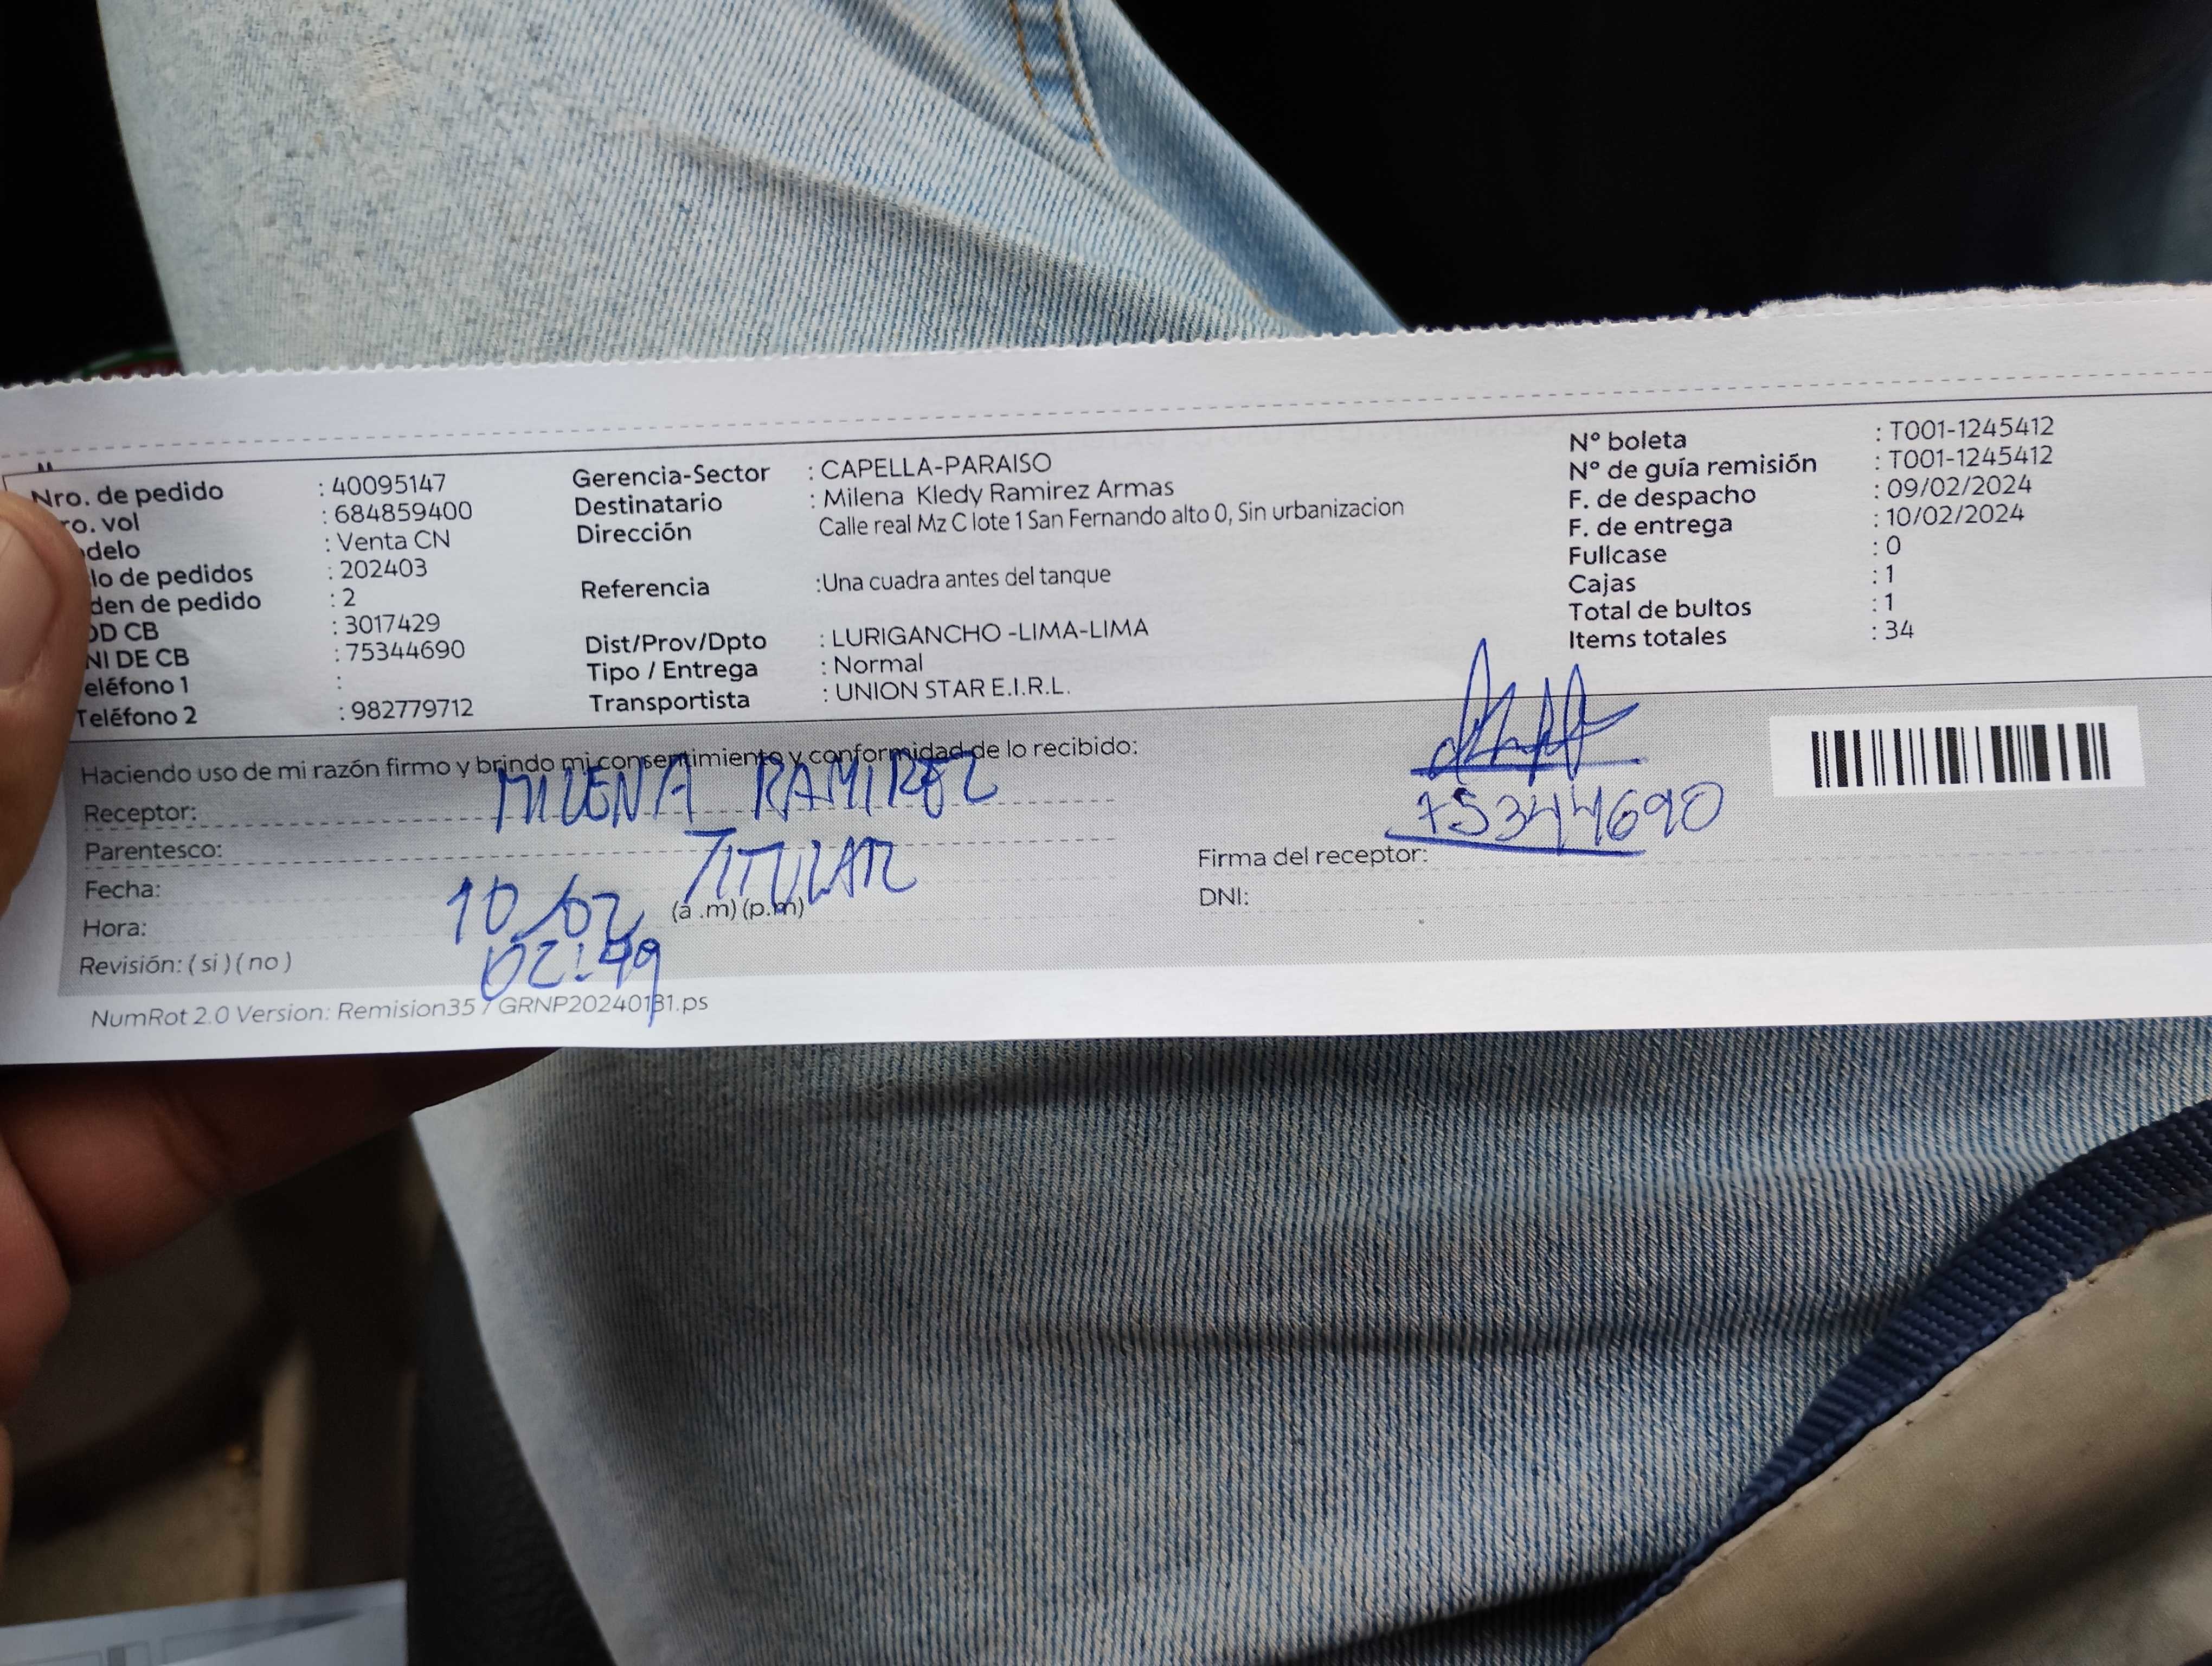 Nro. de pedido : 40095147
ro. vol : 684859400
delo : Venta CN
lo de pedidos : 202403
den de pedido : 2
OD CB : 3017429
NI DE CB : 75344690
eléfono 1 :
Teléfono 2 : 982779712
Gerencia-Sector : CAPELLA-PARAISO
Destinatario : Milena Kledy Ramirez Armas
Dirección Calle real Mz C lote 1 San Fernando alto 0, Sin urbanizacion
Referencia :Una cuadra antes del tanque
Dist/Prov/Dpto : LURIGANCHO -LIMA-LIMA
Tipo / Entrega : Normal
Transportista : UNION STAR E.I.R.L.
N° boleta : T001-1245412
N° de guía remisión : T001-1245412
F. de despacho : 09/02/2024
F. de entrega : 10/02/2024
Fullcase : 0
Cajas : 1
Total de bultos : 1
Items totales : 34
Haciendo uso de mi razón firmo y brindo mi consentimiento y conformidad de lo recibido:
Receptor: MILENA RAMIREZ
Parentesco: TITULAR
Fecha: 10/02
Hora: 02:49 (a .m) (p.m)
Revisión: ( si ) ( no )
75344690
Firma del receptor:
DNI:
NumRot 2.0 Version: Remision35 / GRNP20240131.ps